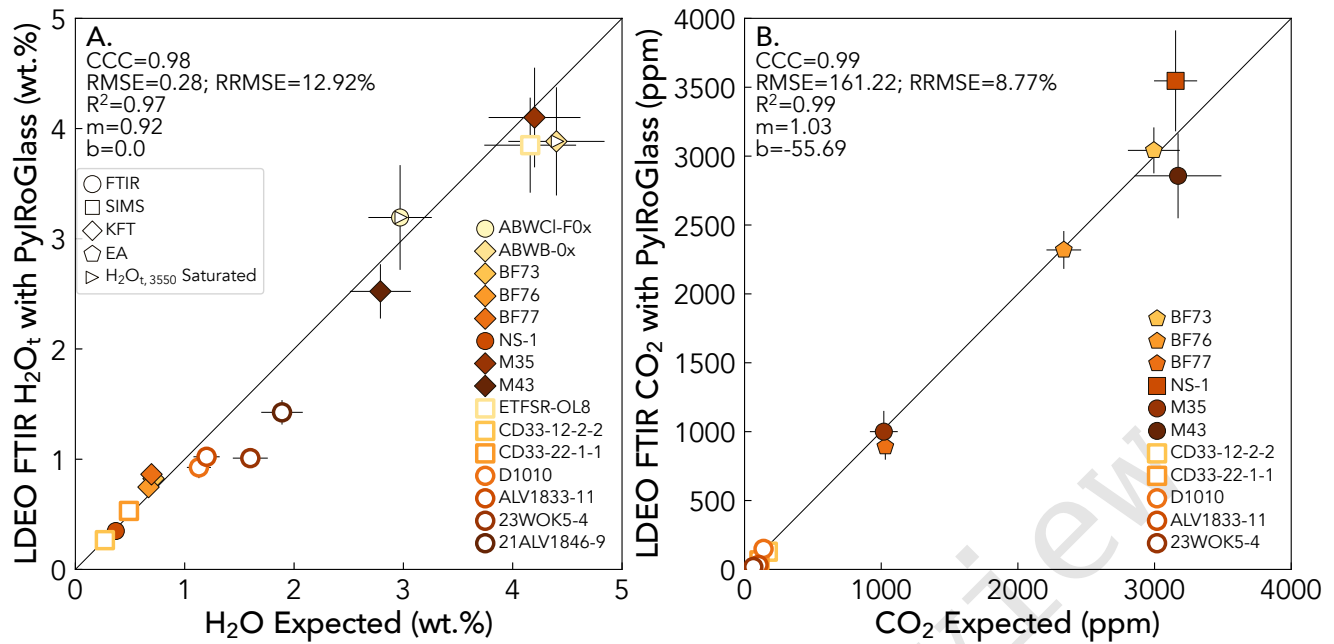 A.
CCC=0.98
RMSE=0.28; RRMSE=12.92%
R²=0.97
m=0.92
b=0.0
FTIR
SIMS
KFT
EA
H₂Oₜ,₃₅₅₀ Saturated
ABWCl-F0x
ABWB-0x
BF73
BF76
BF77
NS-1
M35
M43
ETFSR-OL8
CD33-12-2-2
CD33-22-1-1
D1010
ALV1833-11
23WOK5-4
21ALV1846-9
LDEO FTIR H₂Oₜ with PyIRoGlass (wt.%)
5
4
3
2
1
0
0 1 2 3 4 5
H₂O Expected (wt.%)
B.
CCC=0.99
RMSE=161.22; RRMSE=8.77%
R²=0.99
m=1.03
b=-55.69
BF73
BF76
BF77
NS-1
M35
M43
CD33-12-2-2
CD33-22-1-1
D1010
ALV1833-11
23WOK5-4
LDEO FTIR CO₂ with PyIRoGlass (ppm)
4000
3500
3000
2500
2000
1500
1000
500
0
0 1000 2000 3000 4000
CO₂ Expected (ppm)